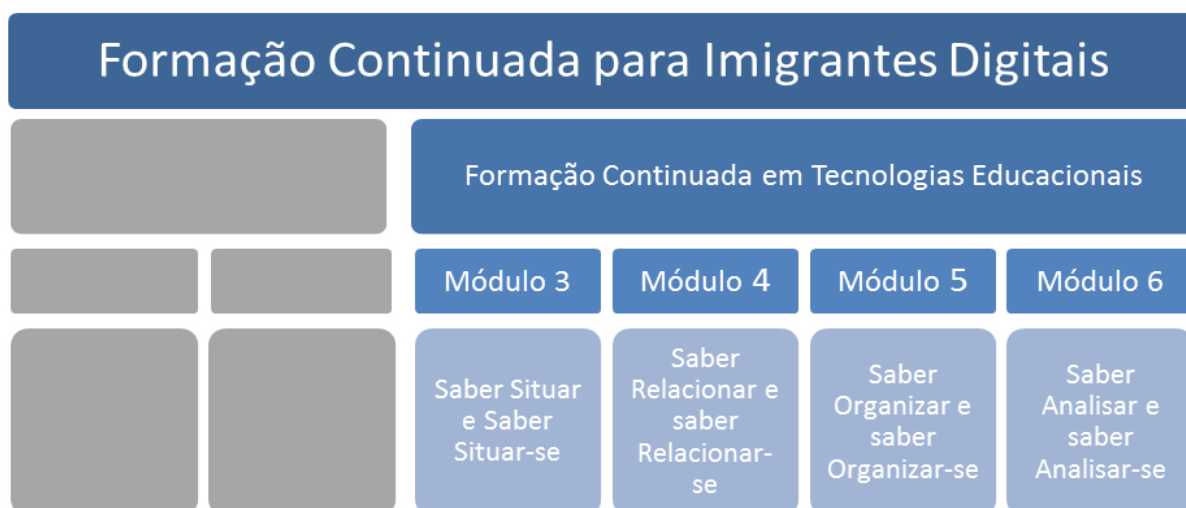 Formação Continuada para Imigrantes Digitais
Formação Continuada em Tecnologias Educacionais
Módulo 3
Módulo 4
Módulo 5
Módulo 6
Saber Situar
e Saber
Situar-se
Saber
Relacionar e
saber
Relacionar-
se
Saber
Organizar e
saber
Organizar-se
Saber
Analisar e
saber
Analisar-se